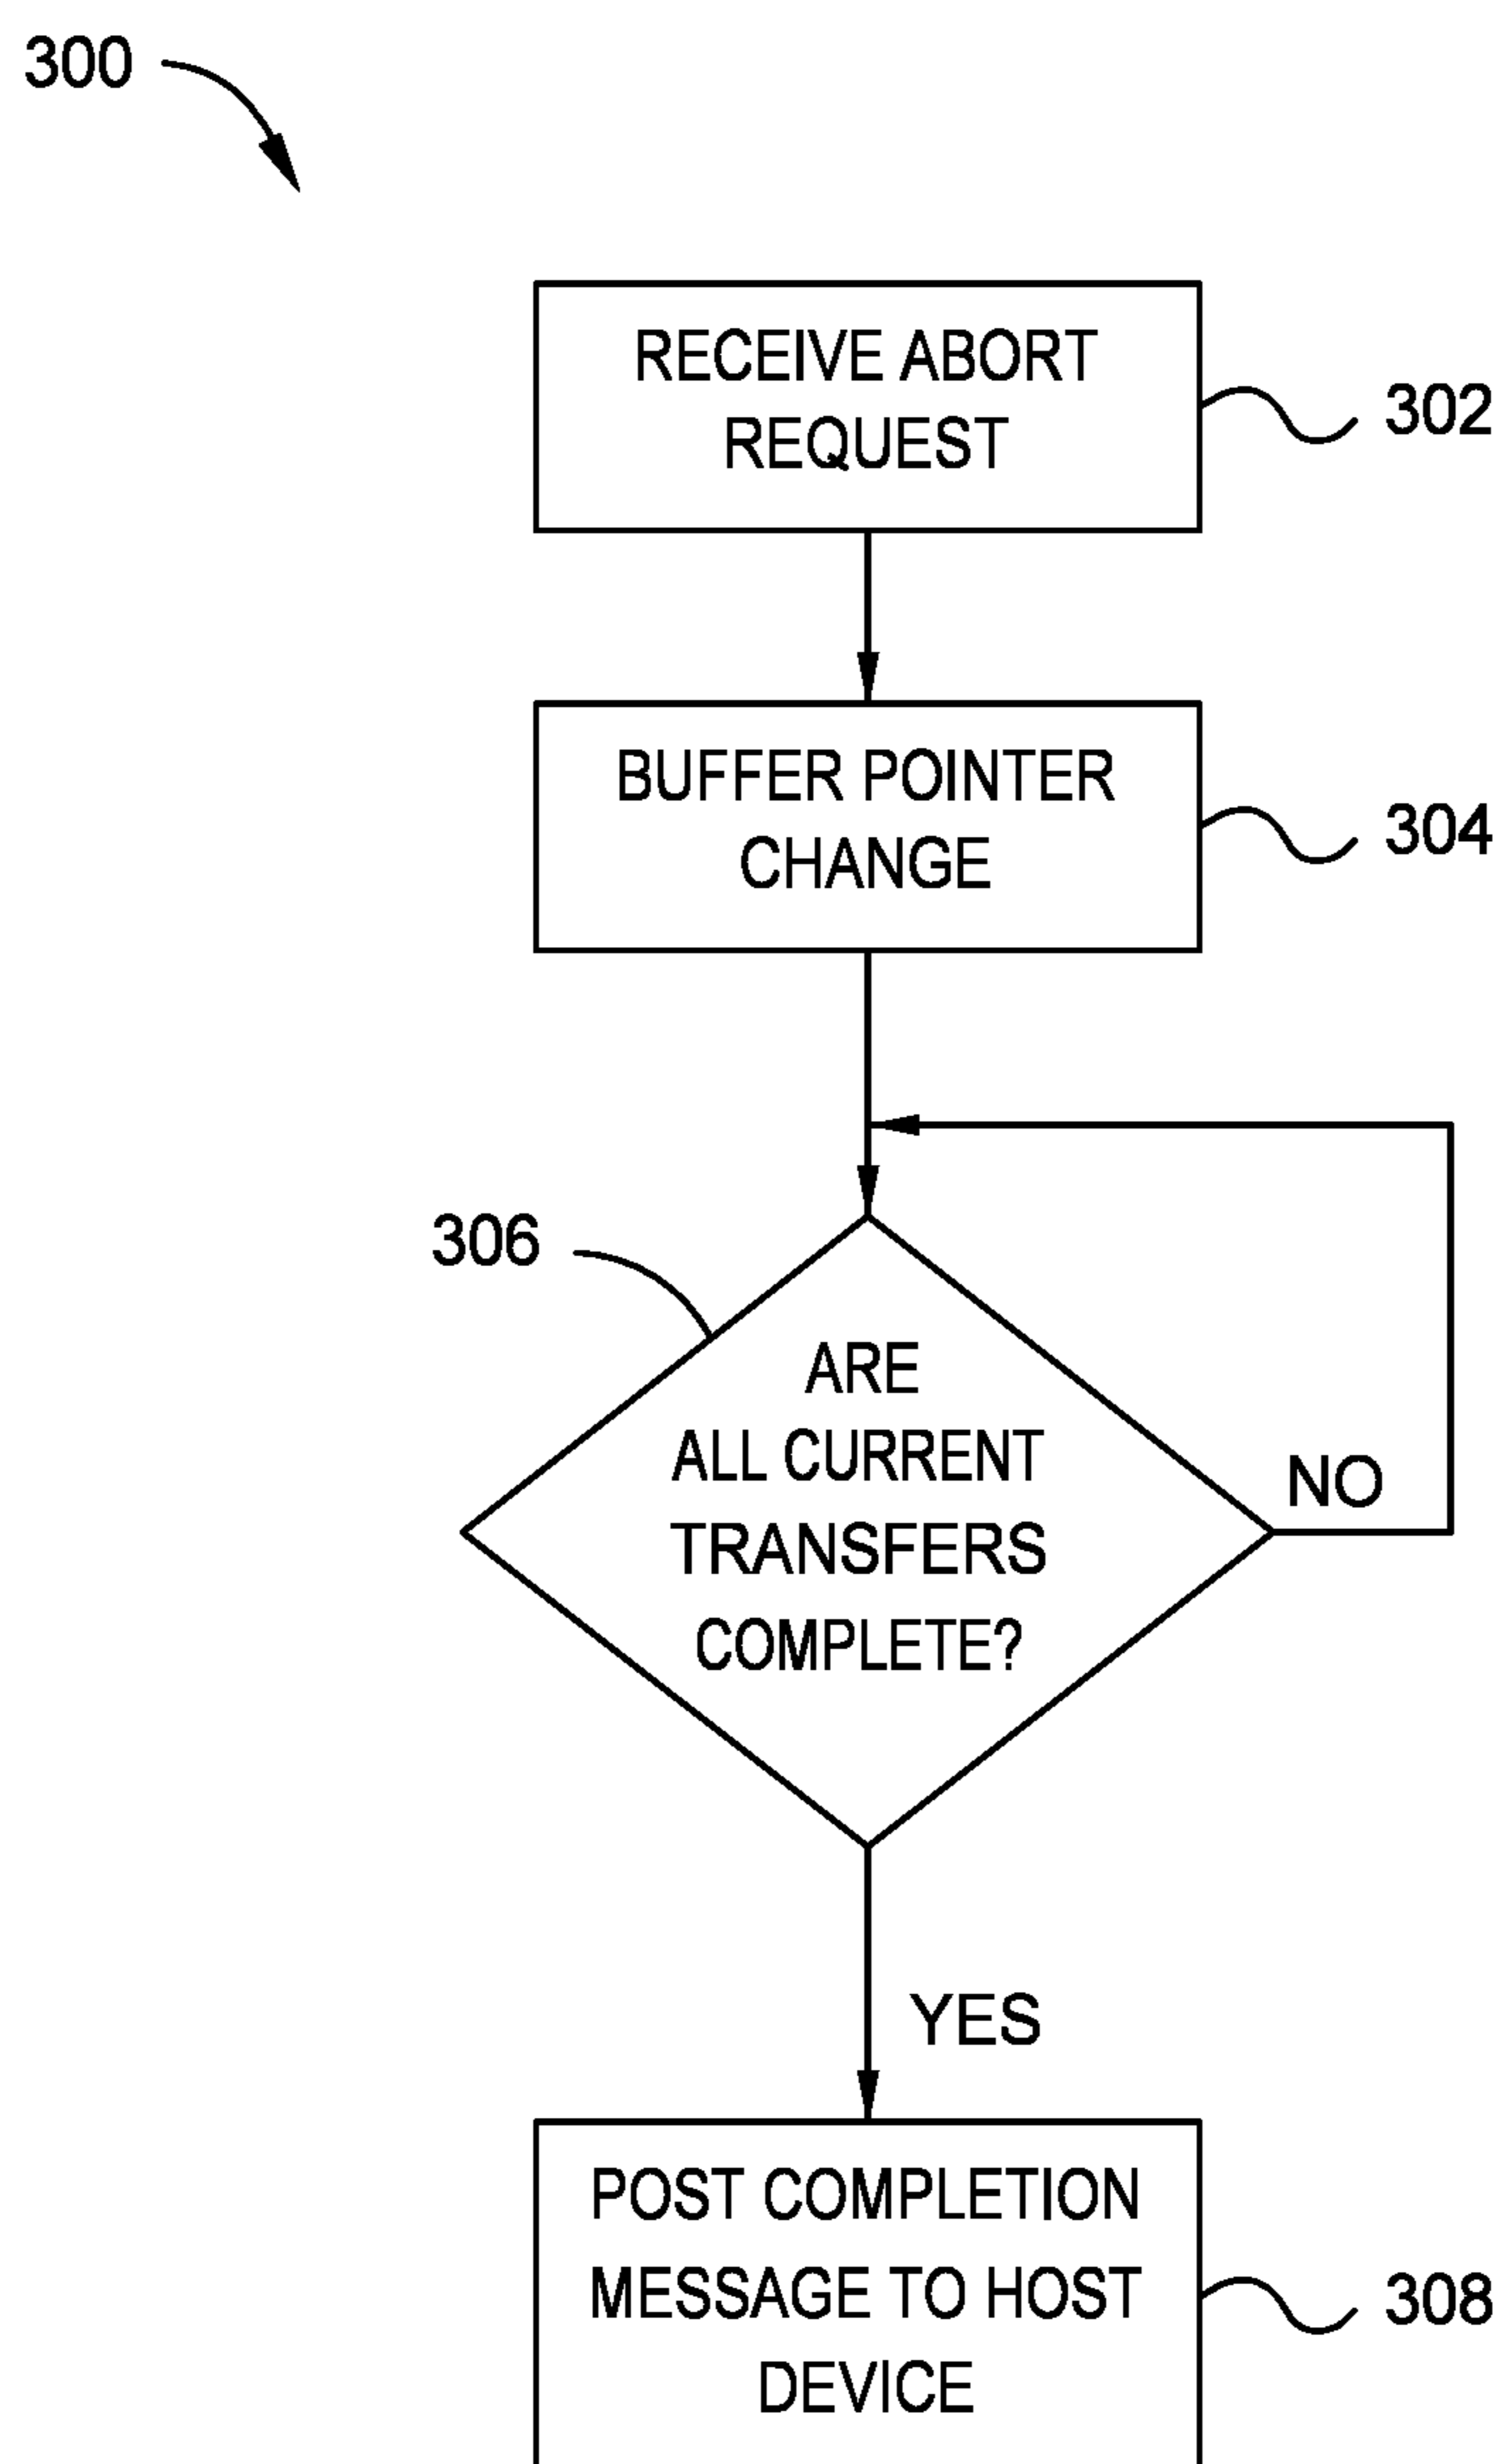 300
RECEIVE ABORT
REQUEST
302
BUFFER POINTER
CHANGE
304
306
ARE
ALL CURRENT
TRANSFERS
COMPLETE?
NO
YES
POST COMPLETION
MESSAGE TO HOST
DEVICE
308